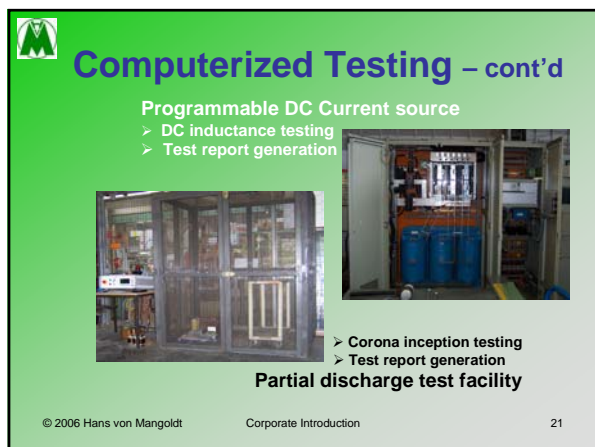 Computerized Testing – cont'd
Programmable DC Current source
➢ DC inductance testing
➢ Test report generation
➢ Corona inception testing
➢ Test report generation
Partial discharge test facility
© 2006 Hans von Mangoldt Corporate Introduction 21